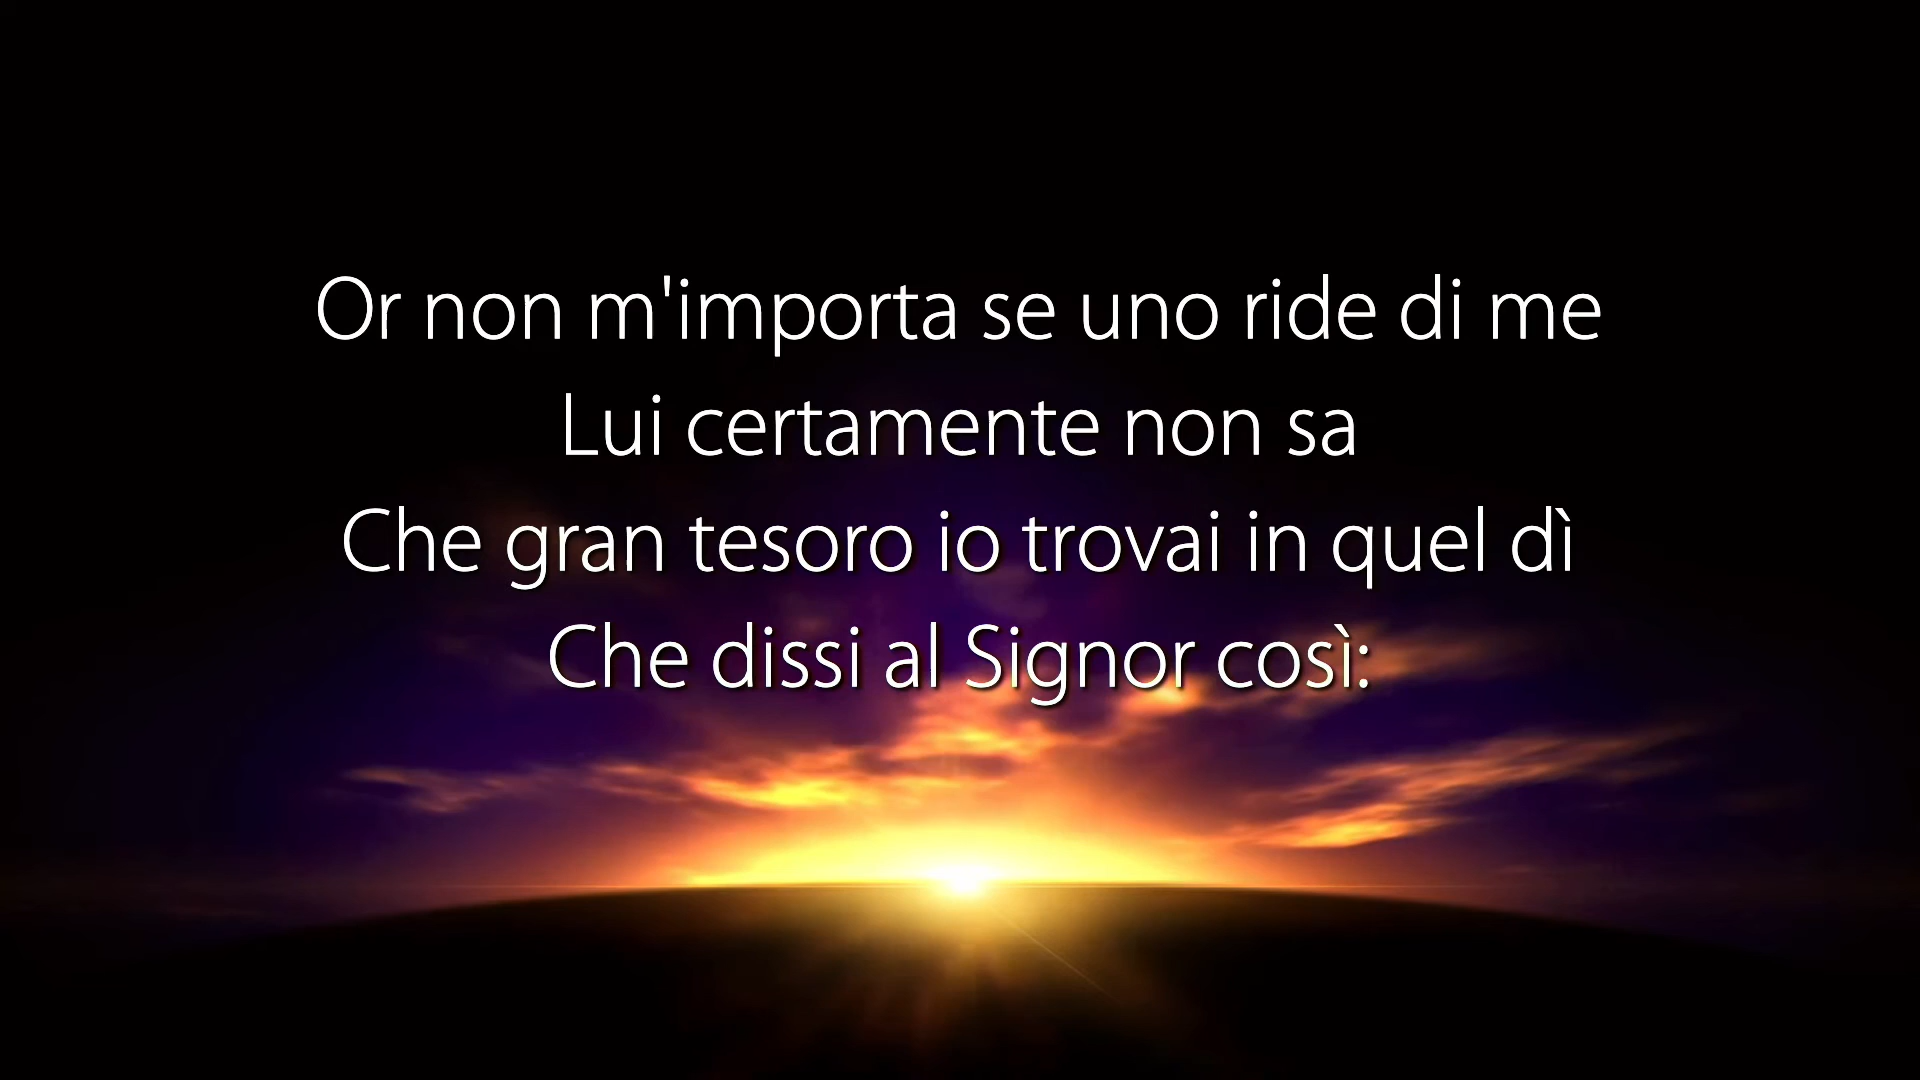 Or non m'importa se uno ride di me
Lui certamente non sa
Che gran tesoro io trovai in quel dì
Che dissi al Signor così: